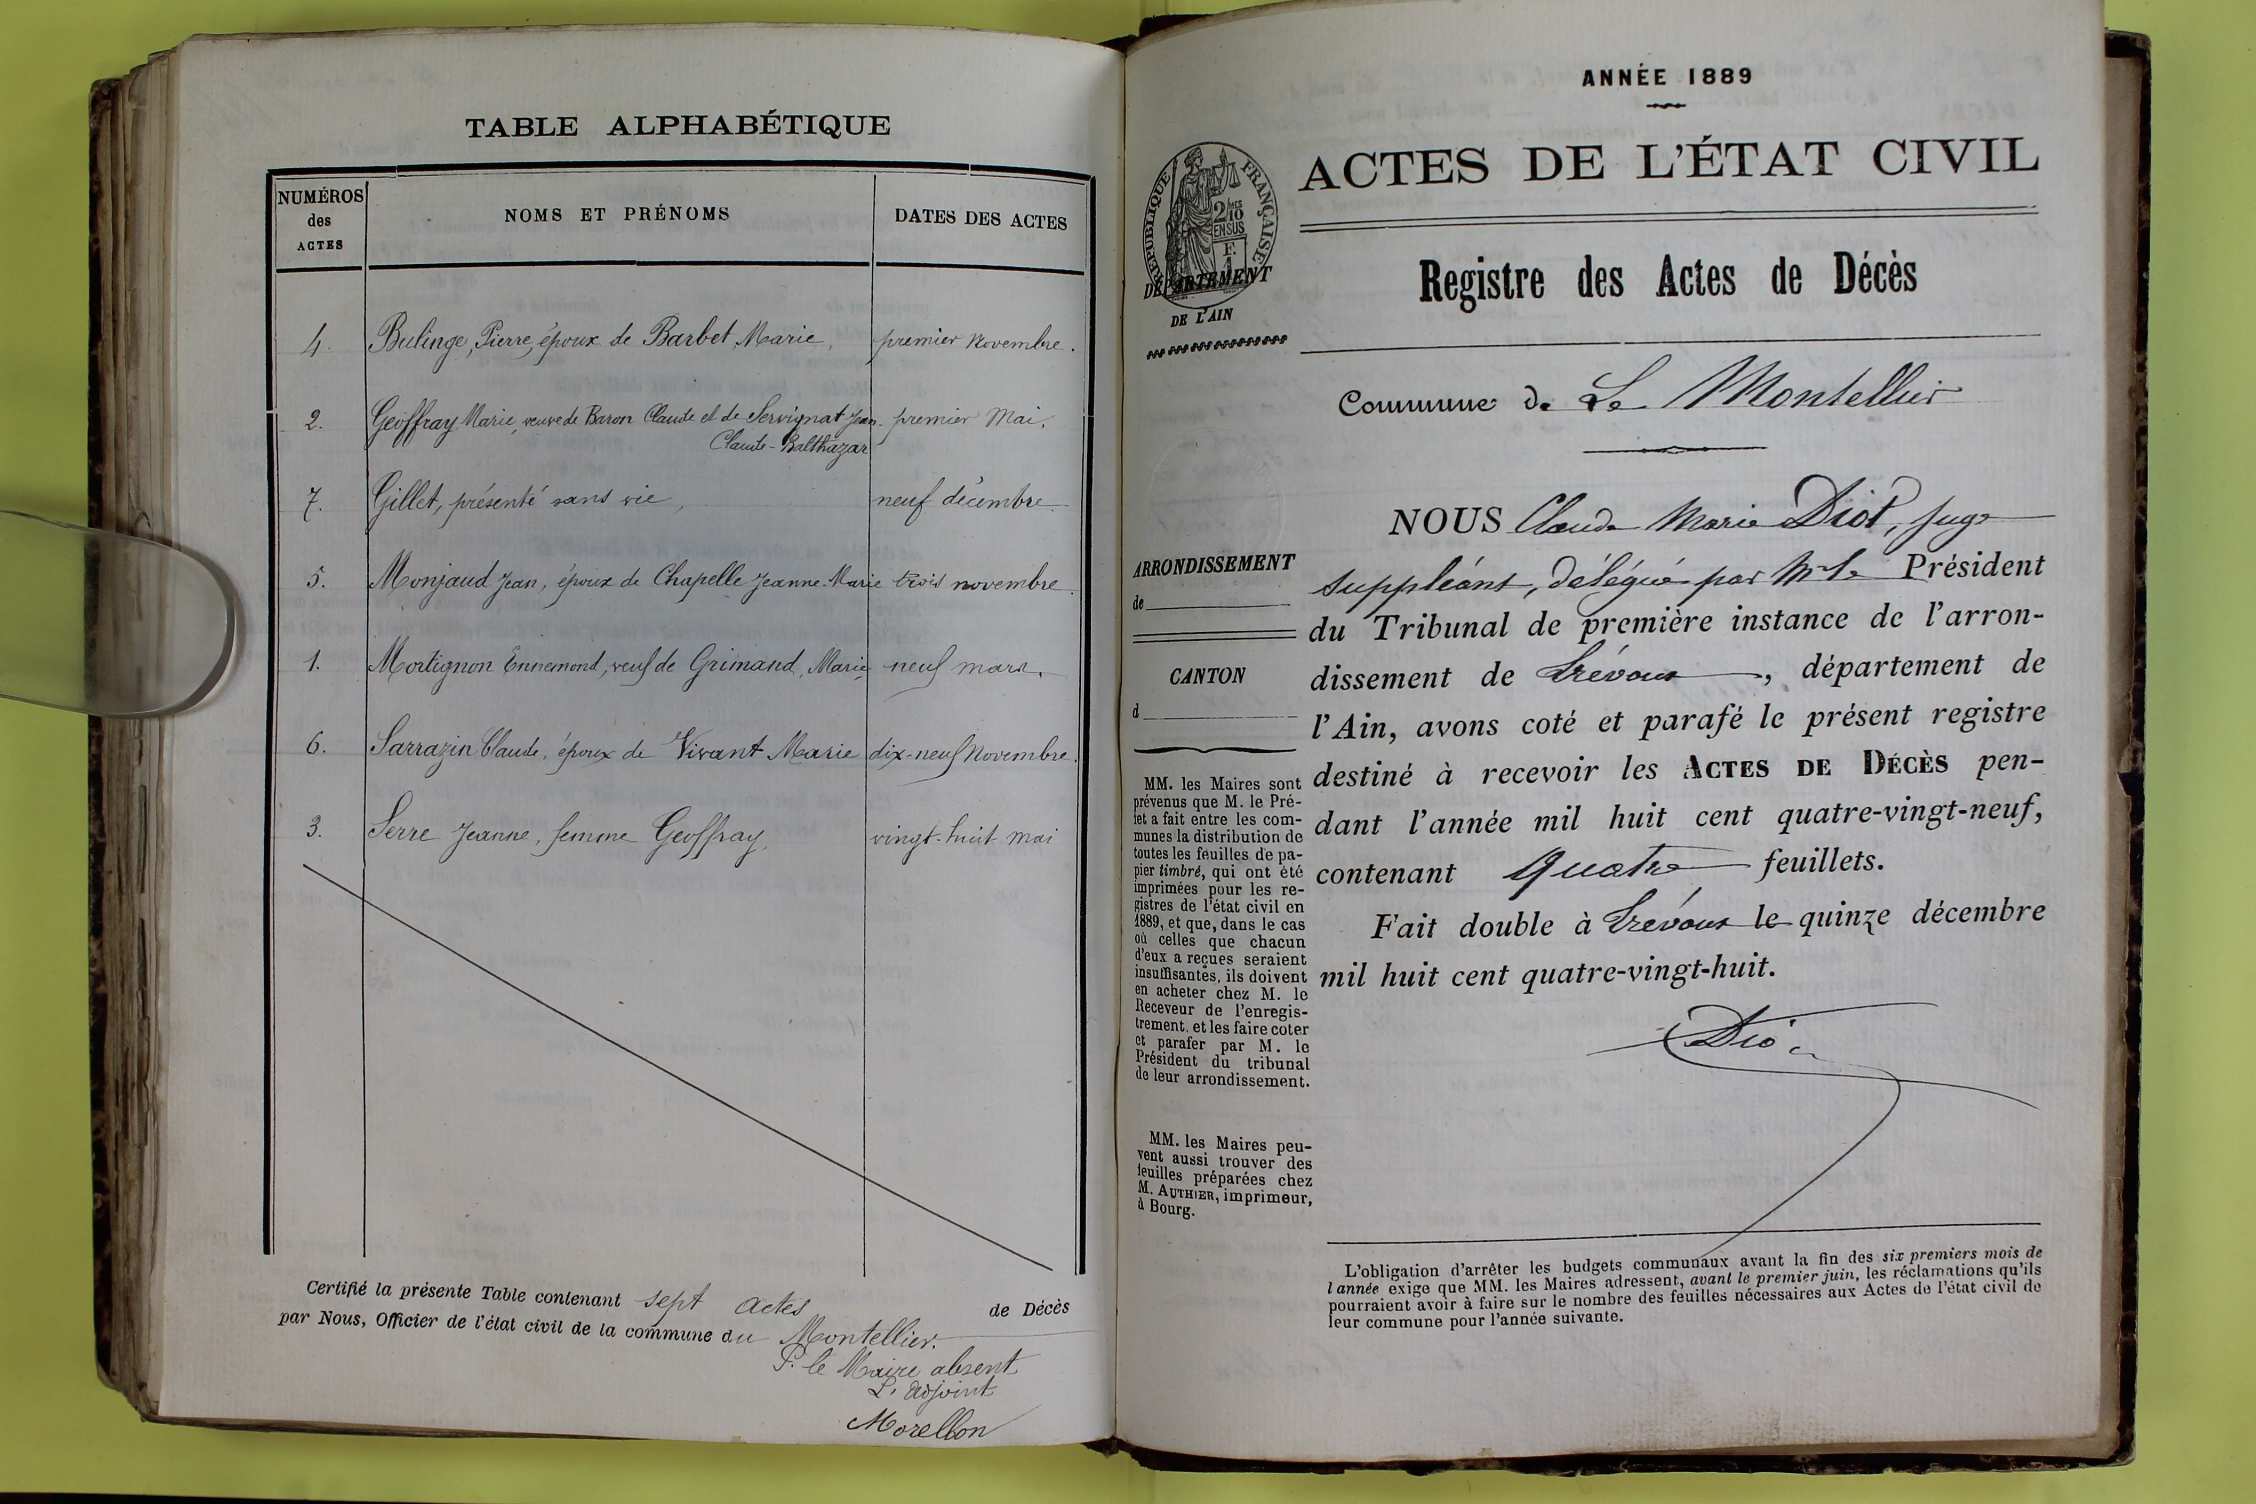 TABLE ALPHABÉTIQUE
NUMÉROS
des
ACTES
NOMS ET PRÉNOMS
DATES DES ACTES
4. Bulinge, Pierre, époux de Barbet, Marie, premier Novembre.
2. Geoffray Marie, veuve de Baron Claude et de Servignat Jean premier Mai.
Claude-Balthazar
7. Gillet, présenté sans vie, neuf décembre
5. Monjaud Jean, époux de Chapelle Jeanne-Marie trois novembre.
1. Mortignon Ennemond, veuf de Grimand, Marie, neuf mars.
6. Sarrazin Claude, époux de Vivant Marie dix-neuf Novembre.
3. Serre Jeanne, femme Geoffray, vingt-huit mai
Certifié la présente Table contenant sept actes de Décès
par Nous, Officier de l'état civil de la commune du Montellier.
P. le Maire absent
L'adjoint
Morellon
ANNÉE 1889
RÉPUBLIQUE FRANÇAISE
2/10 EN SUS
DÉPARTEMENT
DE L'AIN
ACTES DE L'ÉTAT CIVIL
Registre des Actes de Décès
Commune de Le Montellier
NOUS Claude Marie Diot, juge
suppléant, délégué par Mr le Président
du Tribunal de première instance de l'arron-
dissement de Trévoux, département de
l'Ain, avons coté et parafé le présent registre
destiné à recevoir les ACTES DE DÉCÈS pen-
dant l'année mil huit cent quatre-vingt-neuf,
contenant Quatre feuillets.
Fait double à Trévoux le quinze décembre
mil huit cent quatre-vingt-huit.
Diot
ARRONDISSEMENT
de
CANTON
d
MM. les Maires sont
prévenus que M. le Pré-
fet a fait entre les com-
munes la distribution de
toutes les feuilles de pa-
pier timbré, qui ont été
imprimées pour les re-
gistres de l'état civil en
1889, et que, dans le cas
où celles que chacun
d'eux a reçues seraient
insuffisantes, ils doivent
en acheter chez M. le
Receveur de l'enregis-
trement, et les faire coter
et parafer par M. le
Président du tribunal
de leur arrondissement.
MM. les Maires peu-
vent aussi trouver des
feuilles préparées chez
M. AUTHIER, imprimeur,
à Bourg.
L'obligation d'arrêter les budgets communaux avant la fin des six premiers mois de
l'année exige que MM. les Maires adressent, avant le premier juin, les réclamations qu'ils
pourraient avoir à faire sur le nombre des feuilles nécessaires aux Actes de l'état civil de
leur commune pour l'année suivante.